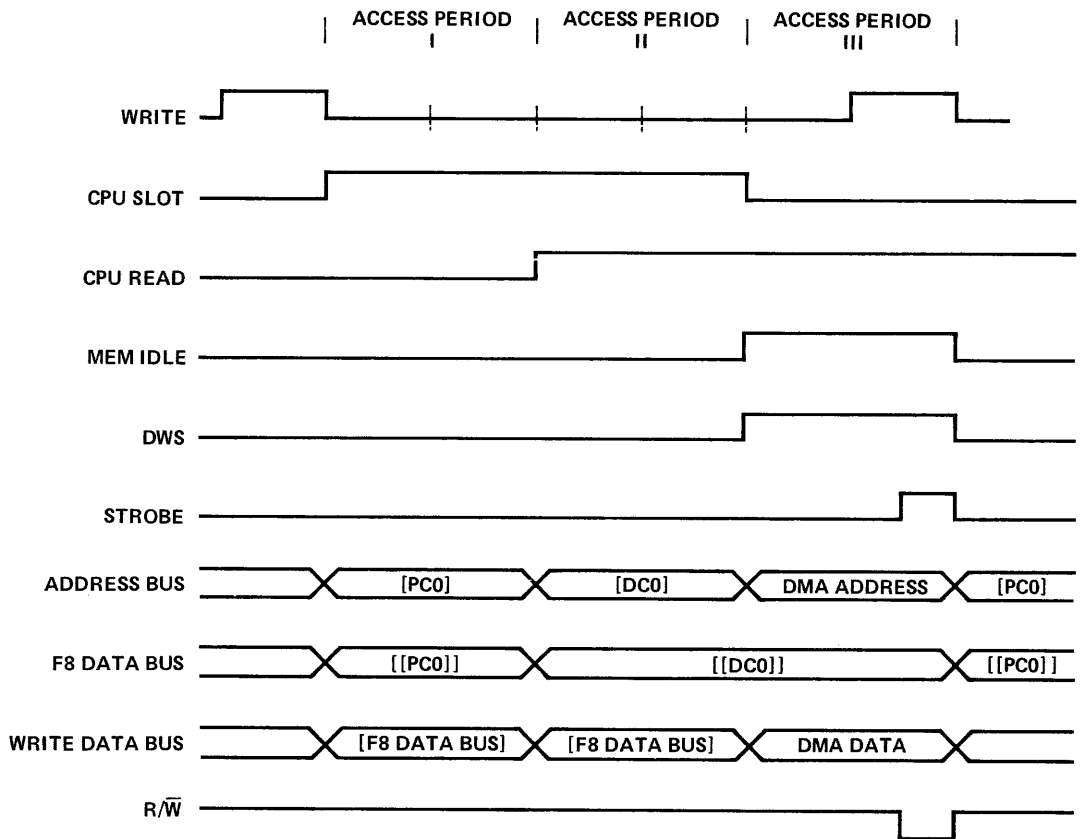 ACCESS PERIOD I
ACCESS PERIOD II
ACCESS PERIOD III
WRITE
CPU SLOT
CPU READ
MEM IDLE
DWS
STROBE
ADDRESS BUS [PC0] [DC0] DMA ADDRESS [PC0]
F8 DATA BUS [[PC0]] [[DC0]] [[PC0]]
WRITE DATA BUS [F8 DATA BUS] [F8 DATA BUS] DMA DATA
R/W̅